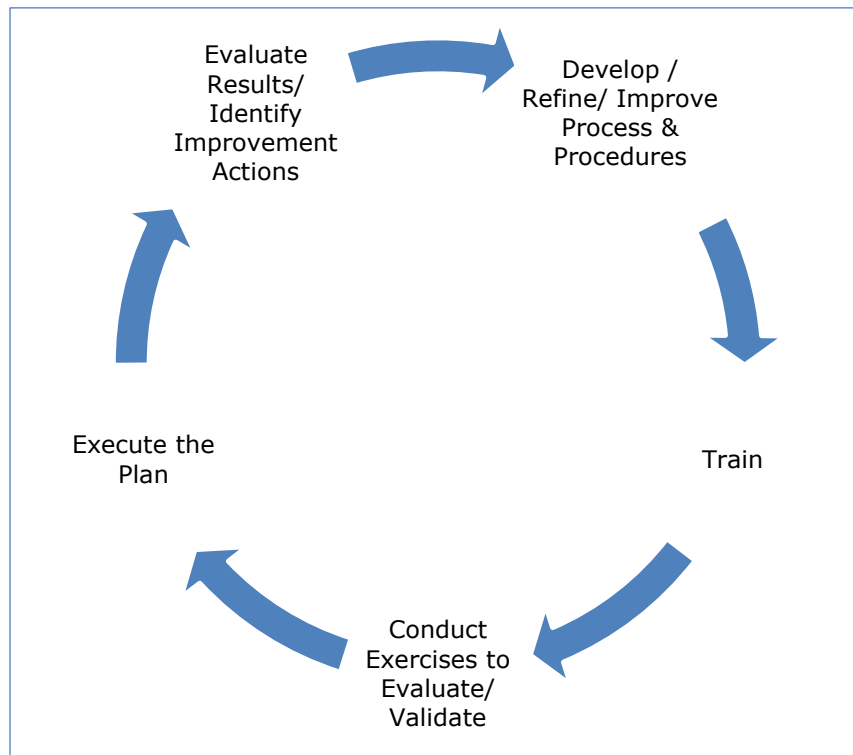 Evaluate
Results/
Identify
Improvement
Actions
Develop /
Refine/ Improve
Process &
Procedures
Train
Conduct
Exercises to
Evaluate/
Validate
Execute the
Plan